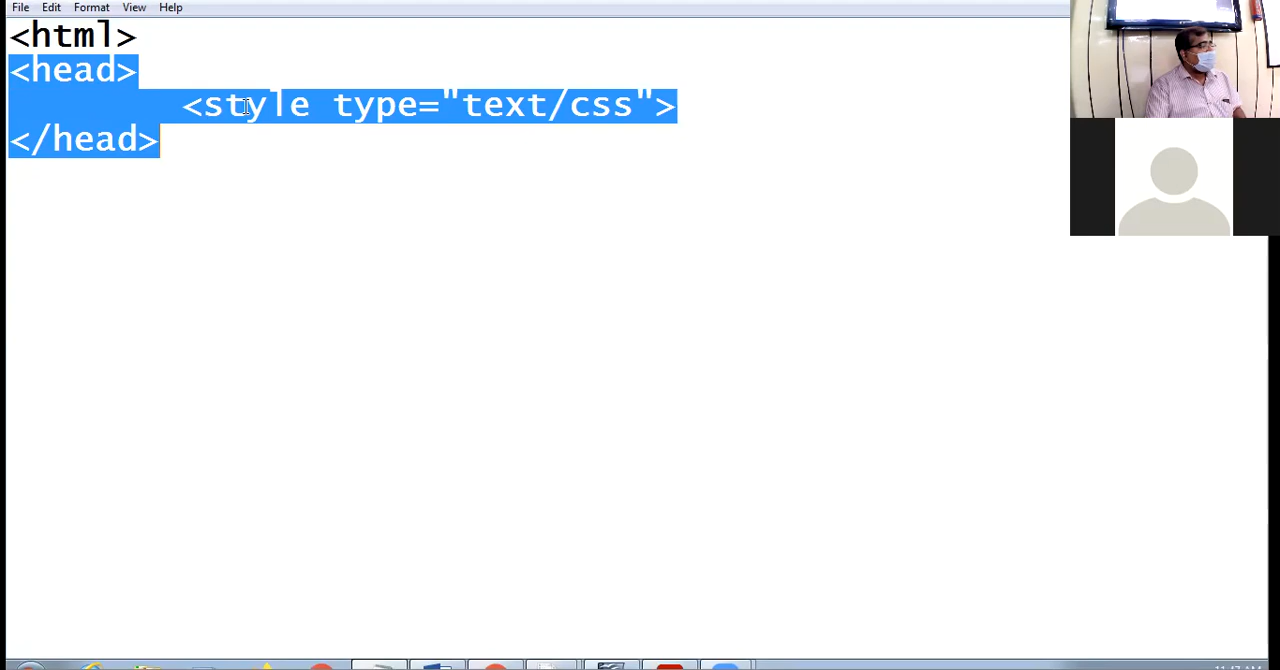 File Edit Format View Help
<html>
<head>
<style type="text/css">
</head>